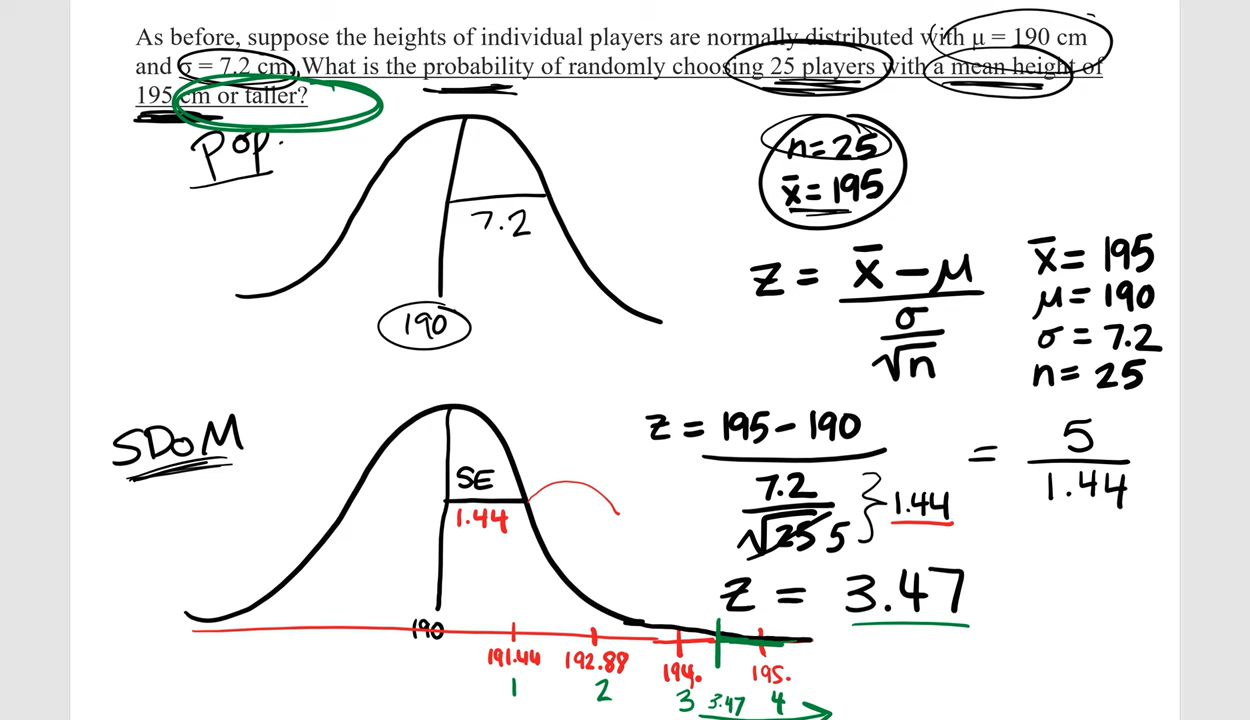 As before, suppose the heights of individual players are normally distributed with μ = 190 cm
and σ = 7.2 cm. What is the probability of randomly choosing 25 players with a mean height of
195 cm or taller?
Pop.
n = 25
x̄ = 195
7.2
190
z = x̄ − μ / σ / √n
x̄ = 195
μ = 190
σ = 7.2
n = 25
SDoM
SE
1.44
z = 195 − 190 / 7.2 / √25 5 } 1.44
= 5 / 1.44
z = 3.47
190
191.44 192.88 194. 195.
1 2 3 3.47 4